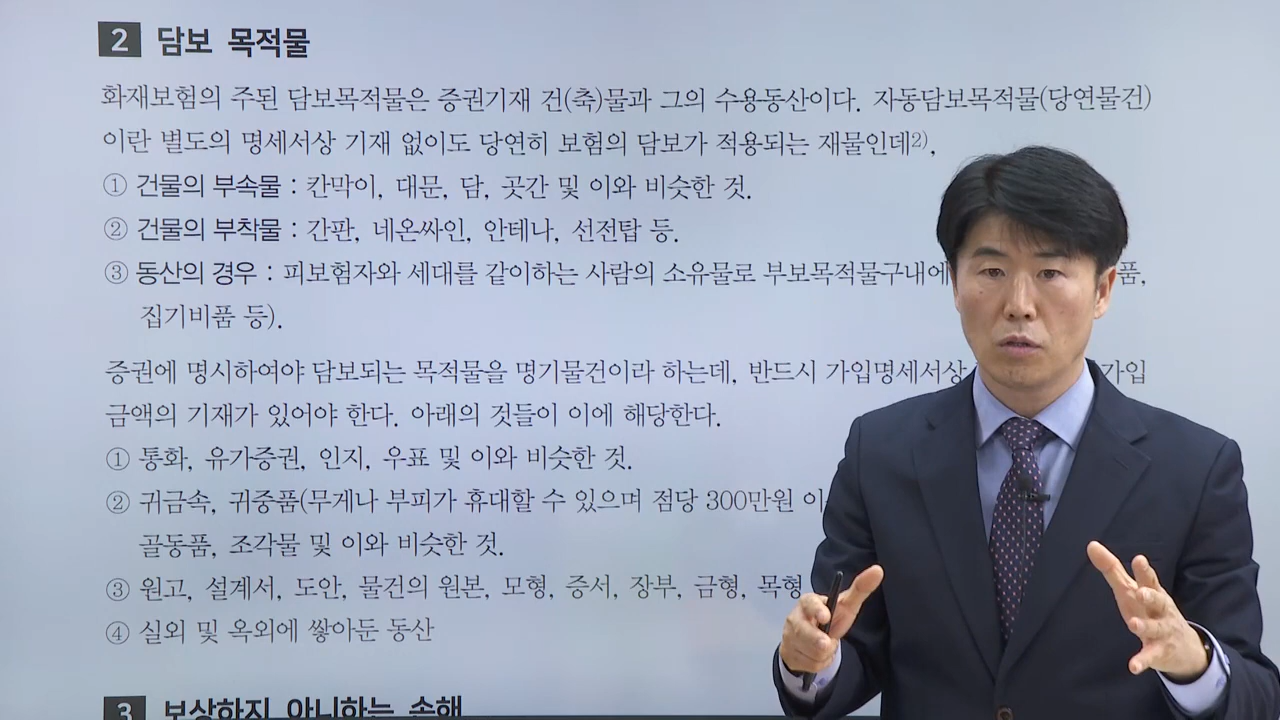 2 담보 목적물
화재보험의 주된 담보목적물은 증권기재 건(축)물과 그의 수용동산이다. 자동담보목적물(당연물건)
이란 별도의 명세서상 기재 없이도 당연히 보험의 담보가 적용되는 재물인데2),
① 건물의 부속물 : 칸막이, 대문, 담, 곳간 및 이와 비슷한 것.
② 건물의 부착물 : 간판, 네온싸인, 안테나, 선전탑 등.
③ 동산의 경우 : 피보험자와 세대를 같이하는 사람의 소유물로 부보목적물구내에 품,
집기비품 등).
증권에 명시하여야 담보되는 목적물을 명기물건이라 하는데, 반드시 가입명세서상 가입
금액의 기재가 있어야 한다. 아래의 것들이 이에 해당한다.
① 통화, 유가증권, 인지, 우표 및 이와 비슷한 것.
② 귀금속, 귀중품(무게나 부피가 휴대할 수 있으며 점당 300만원
골동품, 조각물 및 이와 비슷한 것.
③ 원고, 설계서, 도안, 물건의 원본, 모형, 증서, 장부, 금형, 목형
④ 실외 및 옥외에 쌓아둔 동산
3 보상하지 아니하는 손해